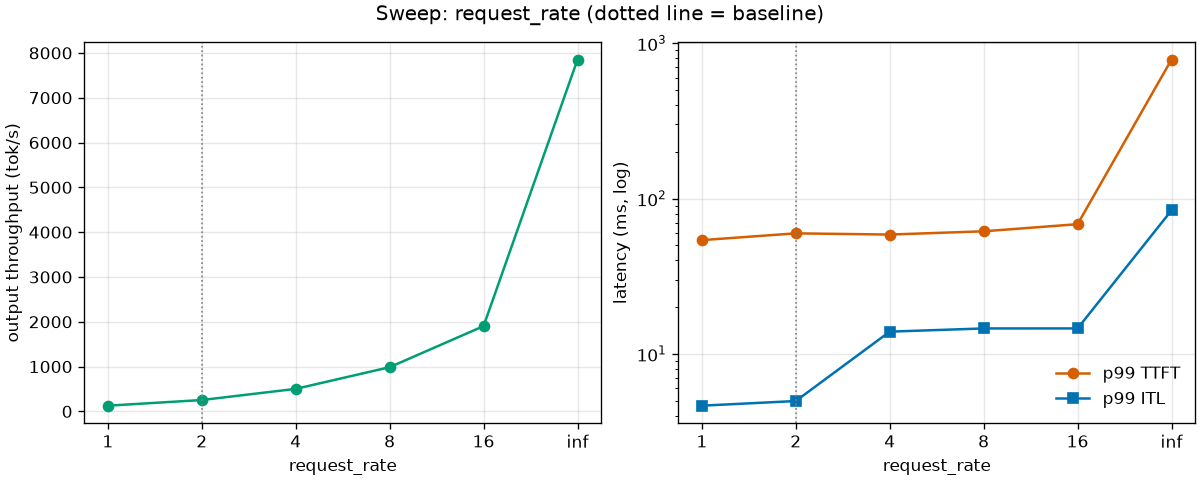 Sweep: request_rate (dotted line = baseline)
output throughput (tok/s)
8000
7000
6000
5000
4000
3000
2000
1000
0
1 2 4 8 16 inf
request_rate
latency (ms, log)
10³
10²
10¹
p99 TTFT
p99 ITL
1 2 4 8 16 inf
request_rate